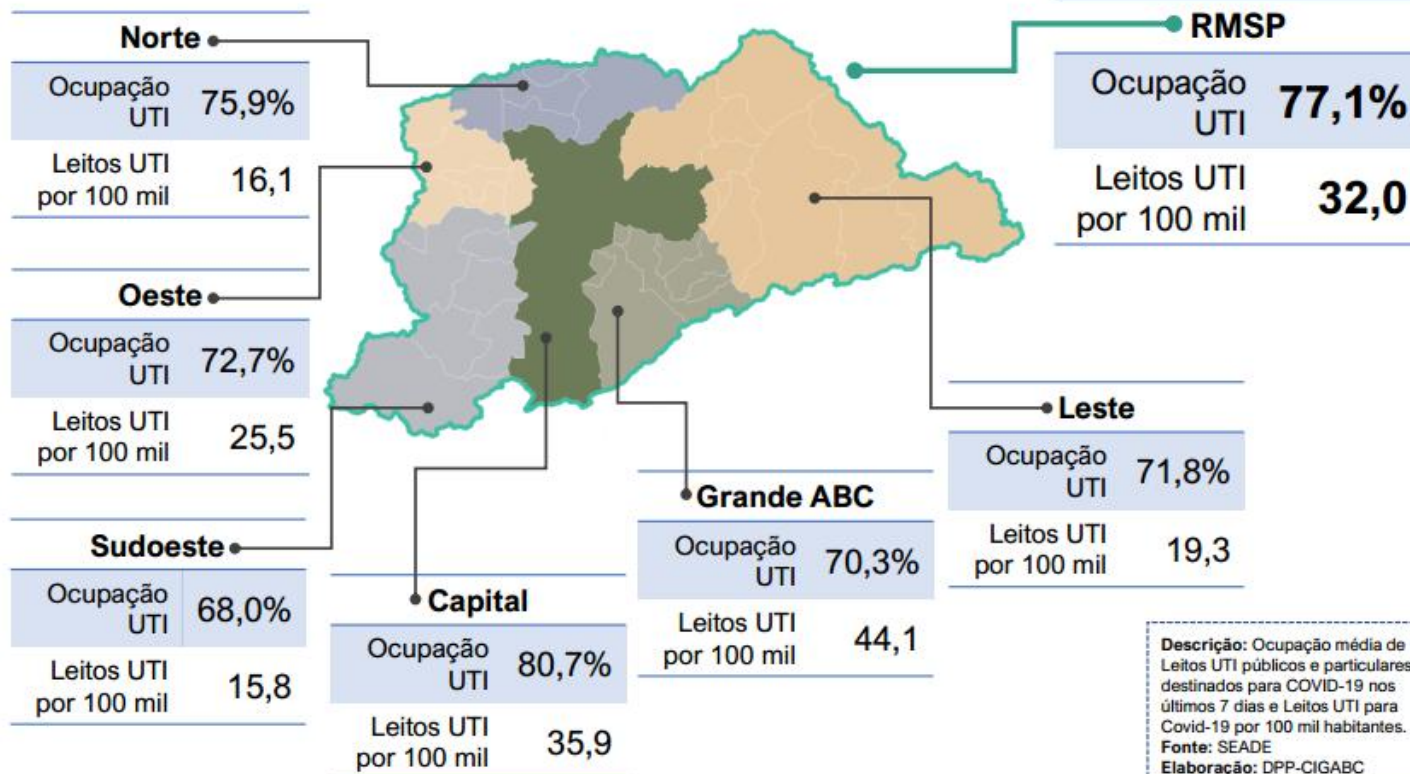 Norte
Ocupação
UTI
75,9%
Leitos UTI
por 100 mil
16,1
RMSP
Ocupação
UTI
77,1%
Leitos UTI
por 100 mil
32,0
Oeste
Ocupação
UTI
72,7%
Leitos UTI
por 100 mil
25,5
Sudoeste
Ocupação
UTI
68,0%
Leitos UTI
por 100 mil
15,8
Capital
Ocupação
UTI
80,7%
Leitos UTI
por 100 mil
35,9
Grande ABC
Ocupação
UTI
70,3%
Leitos UTI
por 100 mil
44,1
Leste
Ocupação
UTI
71,8%
Leitos UTI
por 100 mil
19,3
Descrição: Ocupação média de
Leitos UTI públicos e particulares
destinados para COVID-19 nos
últimos 7 dias e Leitos UTI para
Covid-19 por 100 mil habitantes.
Fonte: SEADE
Elaboração: DPP-CIGABC